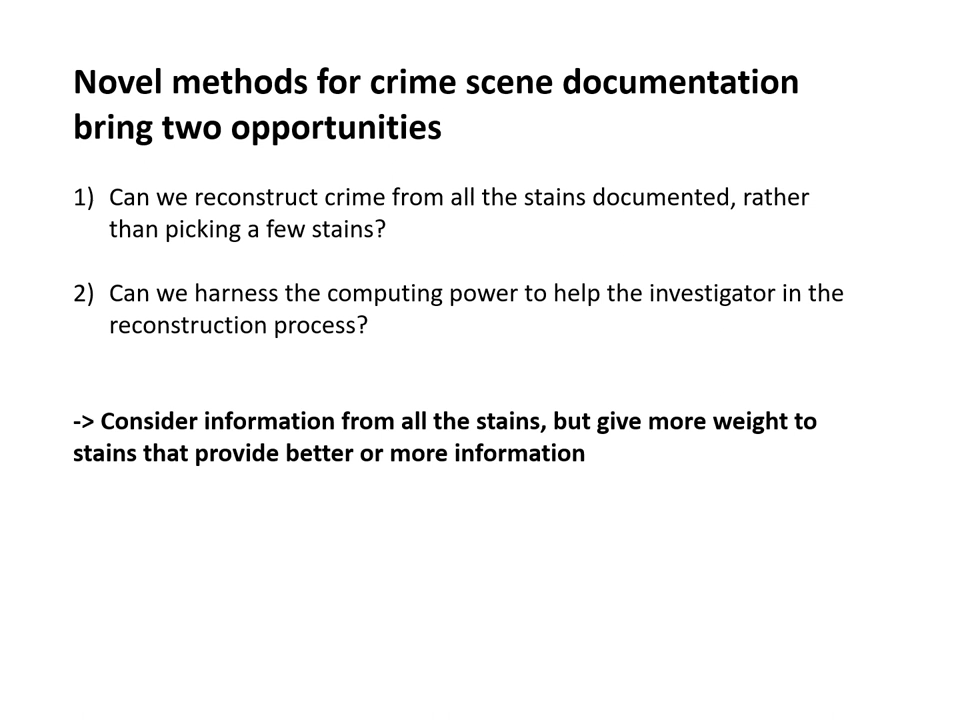 Novel methods for crime scene documentation
bring two opportunities
1) Can we reconstruct crime from all the stains documented, rather
than picking a few stains?
2) Can we harness the computing power to help the investigator in the
reconstruction process?
-> Consider information from all the stains, but give more weight to
stains that provide better or more information